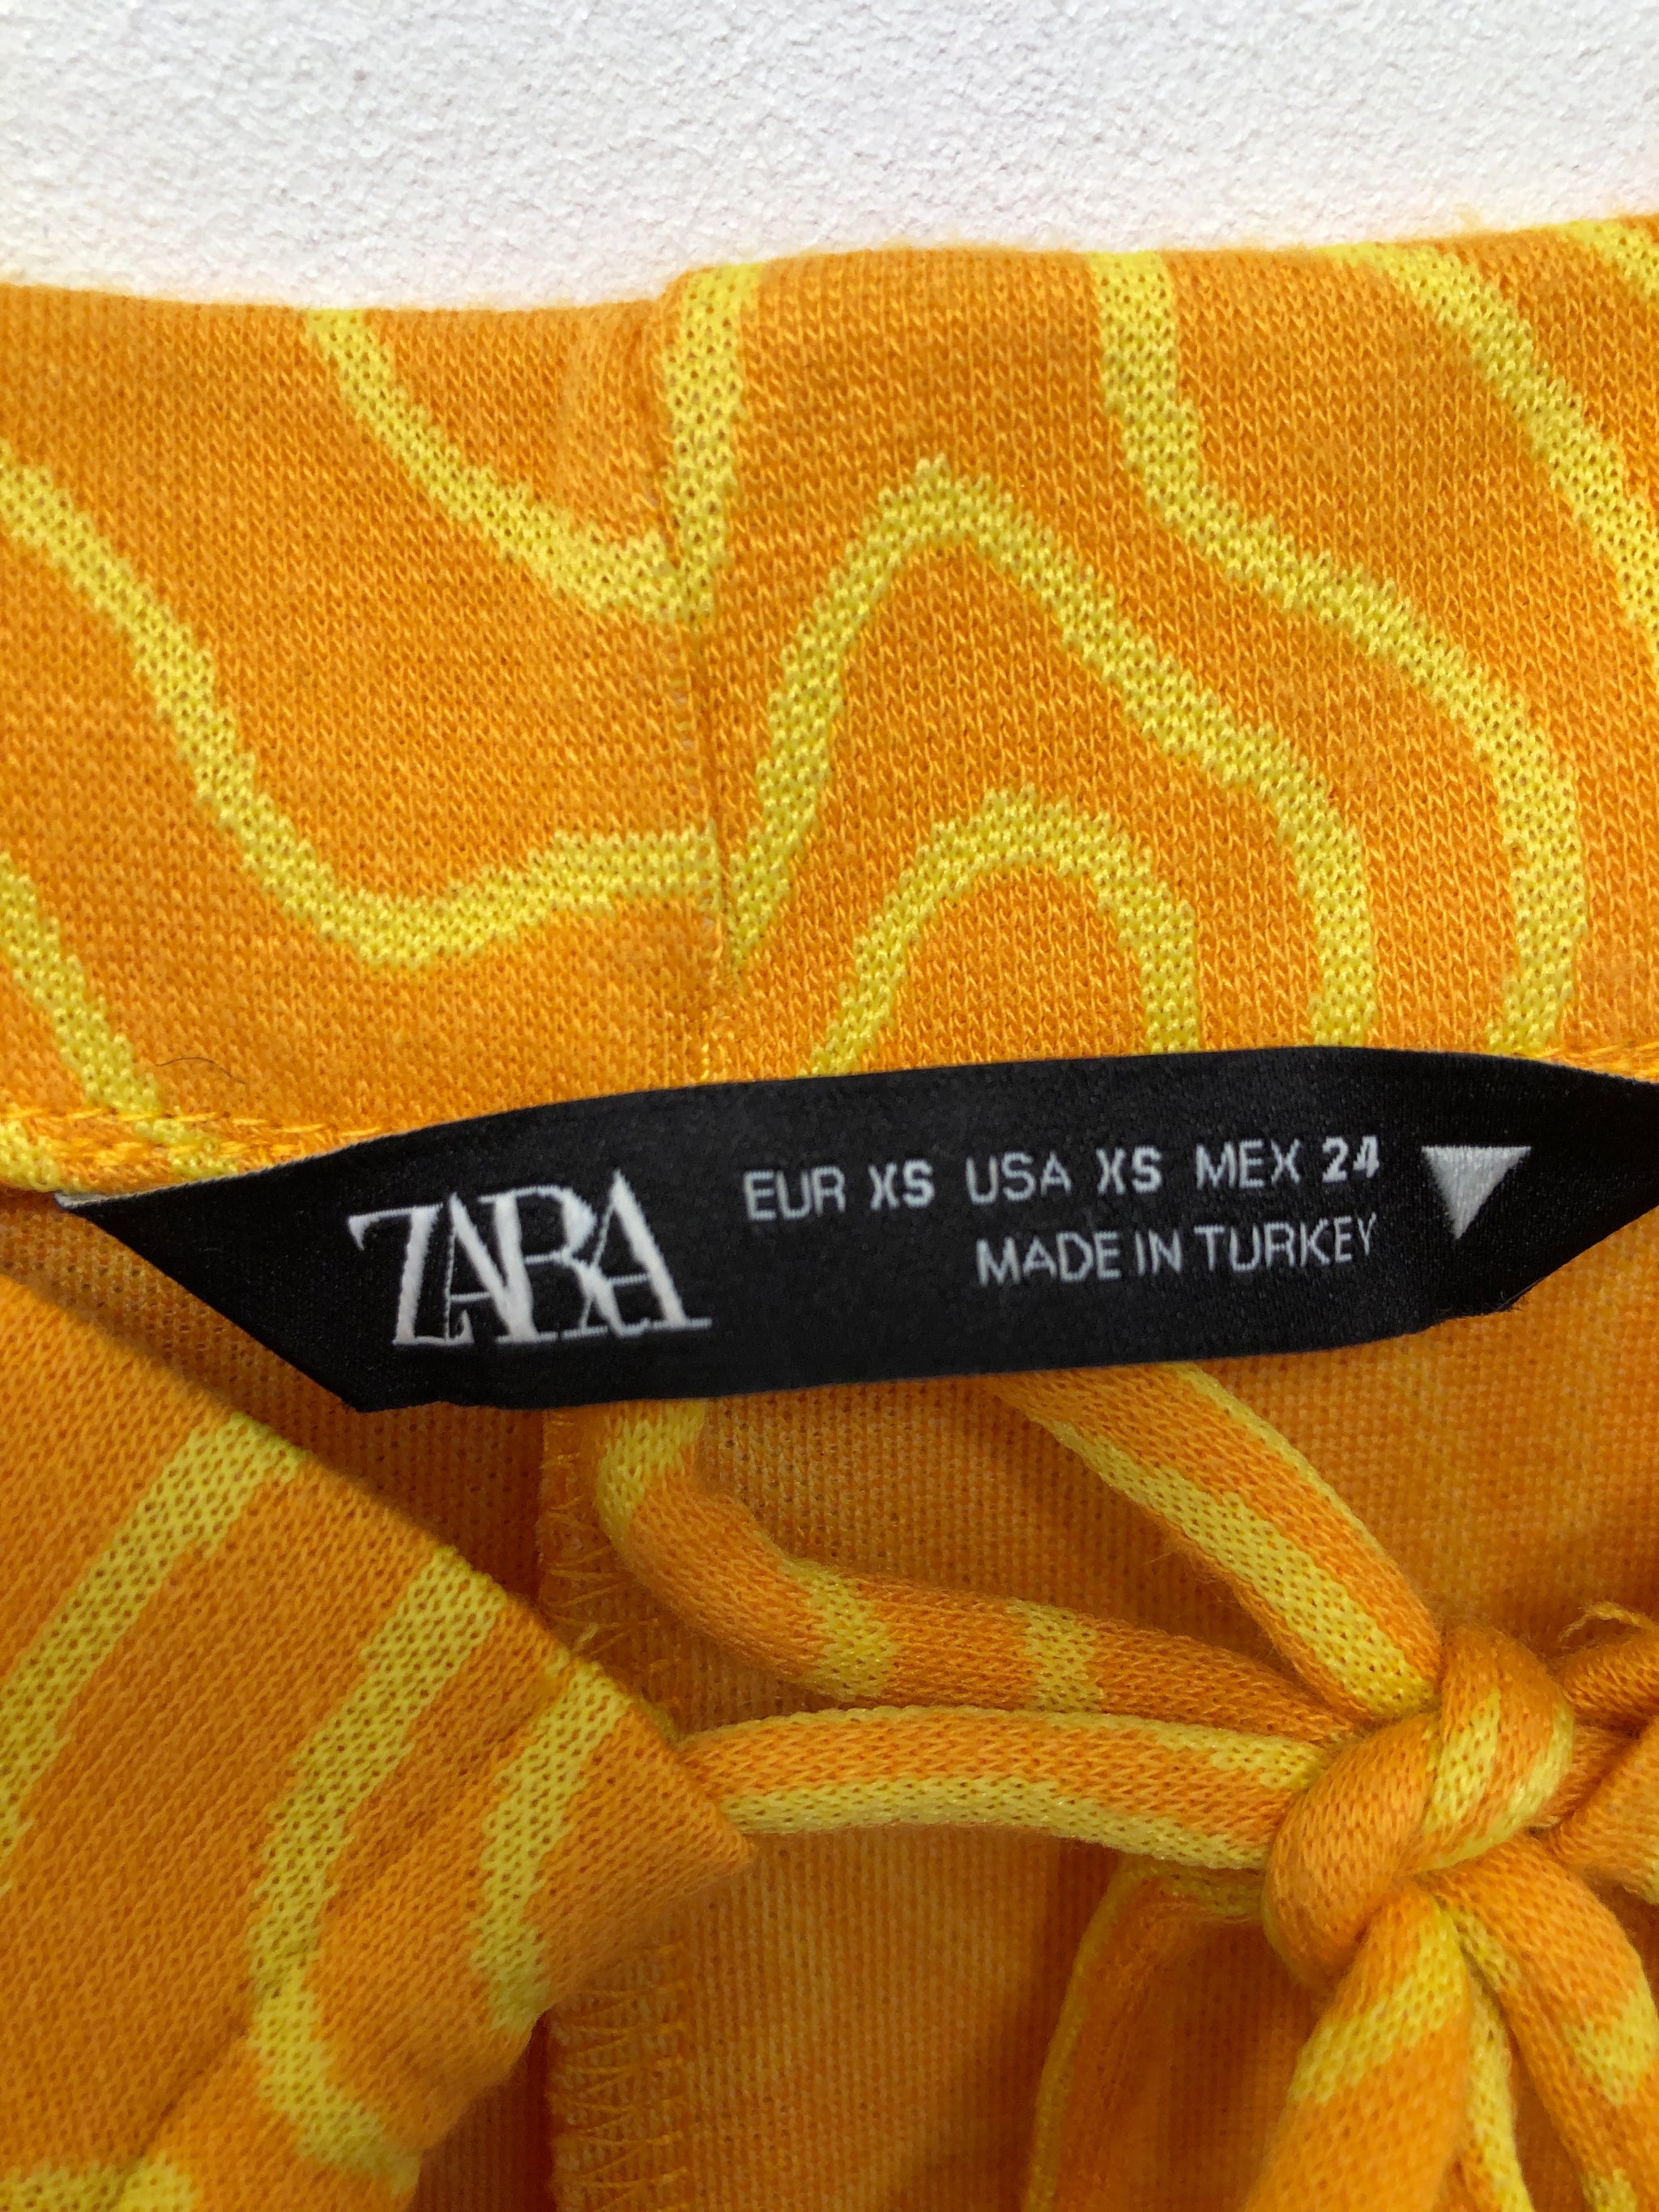 ZARA
EUR XS USA XS MEX 24
MADE IN TURKEY